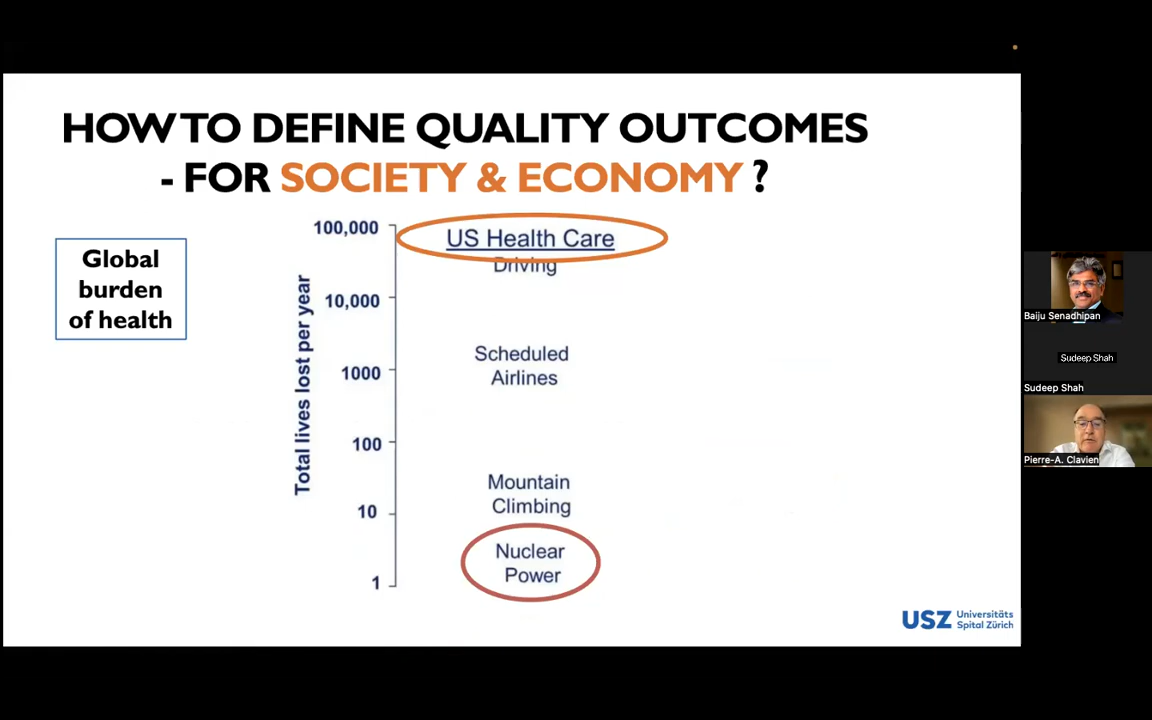 HOW TO DEFINE QUALITY OUTCOMES
- FOR SOCIETY & ECONOMY ?
Global
burden
of health
Total lives lost per year
100,000
10,000
1000
100
10
1
US Health Care
Driving
Scheduled
Airlines
Mountain
Climbing
Nuclear
Power
USZ Universitäts
Spital Zürich
Baiju Senadhipan
Sudeep Shah
Sudeep Shah
Pierre-A. Clavien